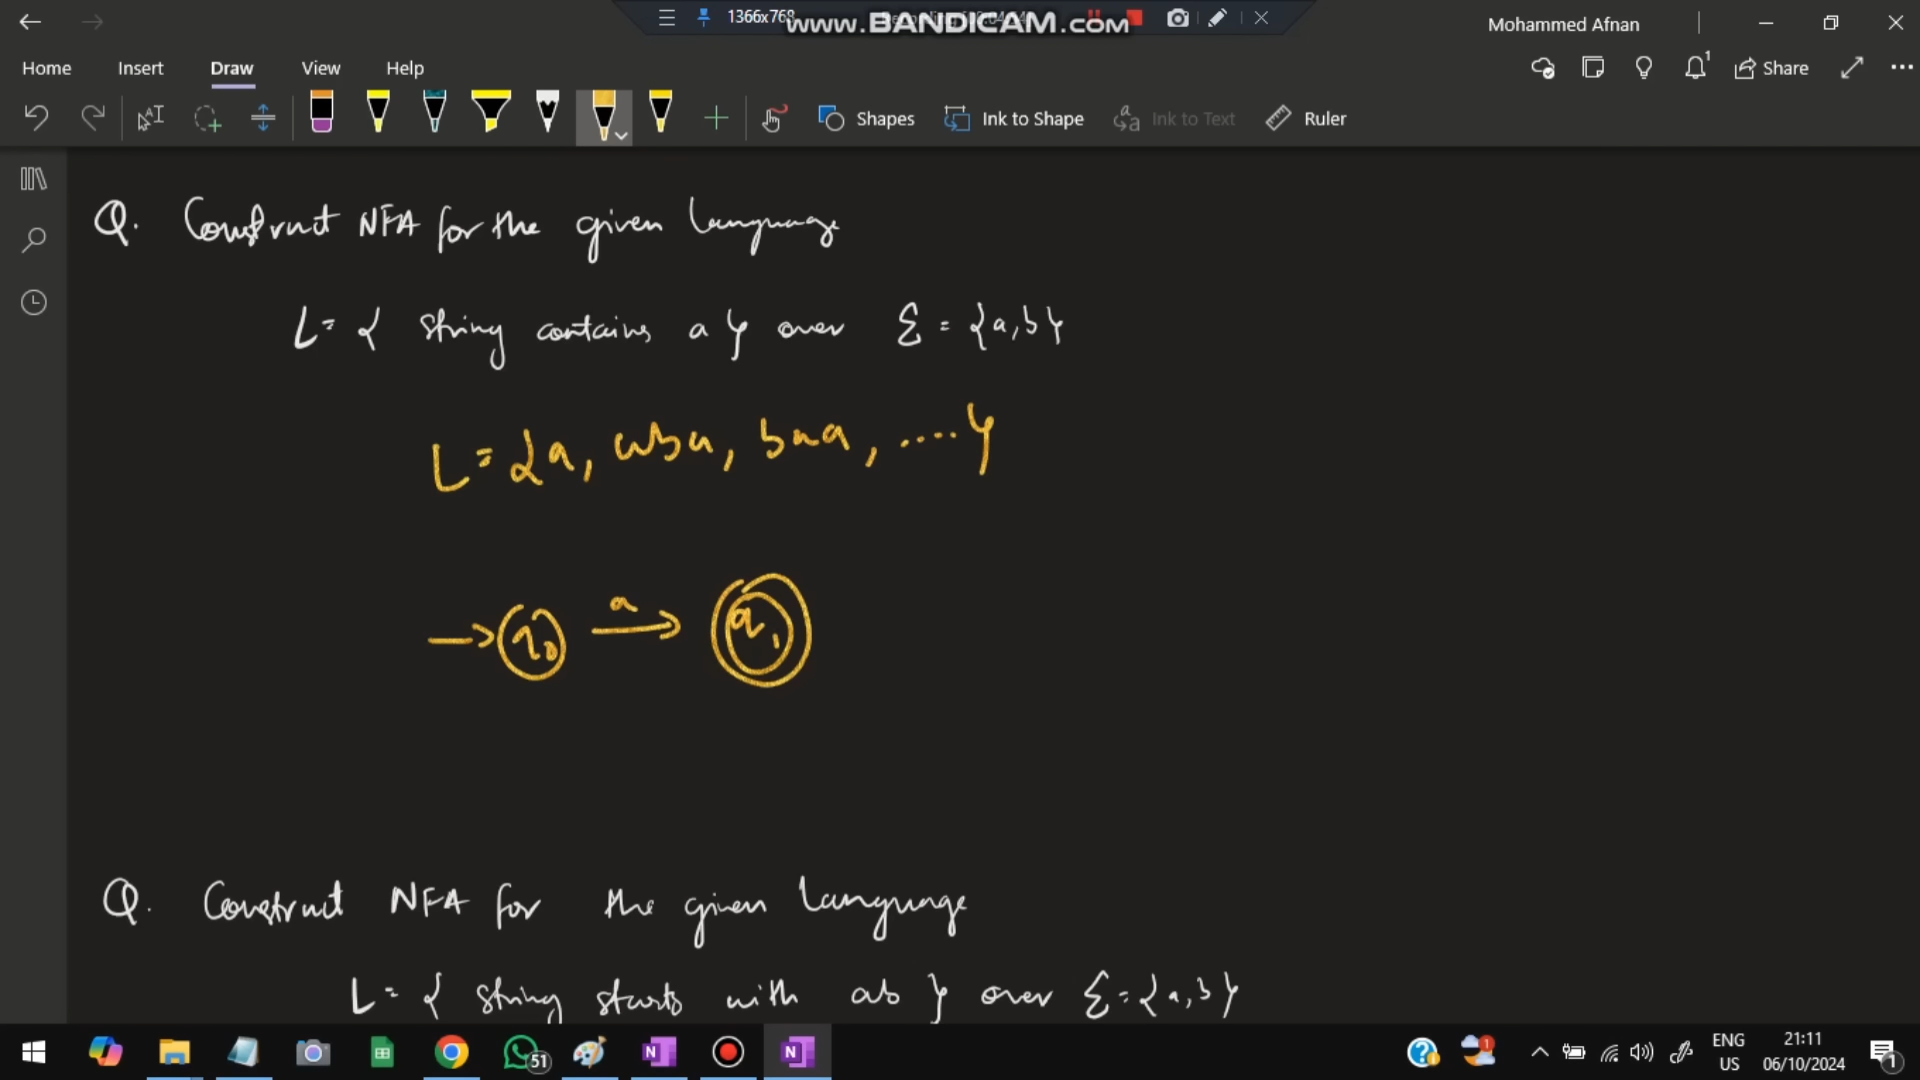 1366x768 www.BANDICAM.com Mohammed Afnan
Home Insert Draw View Help Share
Shapes Ink to Shape Ink to Text Ruler
Q. Construct NFA for the given language
L = { string contains a } over Σ = {a,b}
L = {a, aba, baa, .... }
q0 a q1
Q. Construct NFA for the given language
L = { string starts with ab } over Σ = {a,b}
51 ENG 21:11
US 06/10/2024